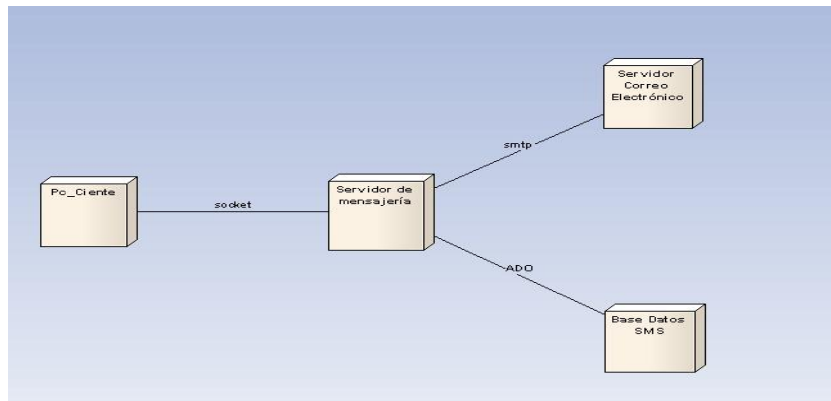 Servidor
Correo
Electrónico
smtp
Pc_Ciente
socket
Servidor de
mensajería
ADO
Base Datos
SMS